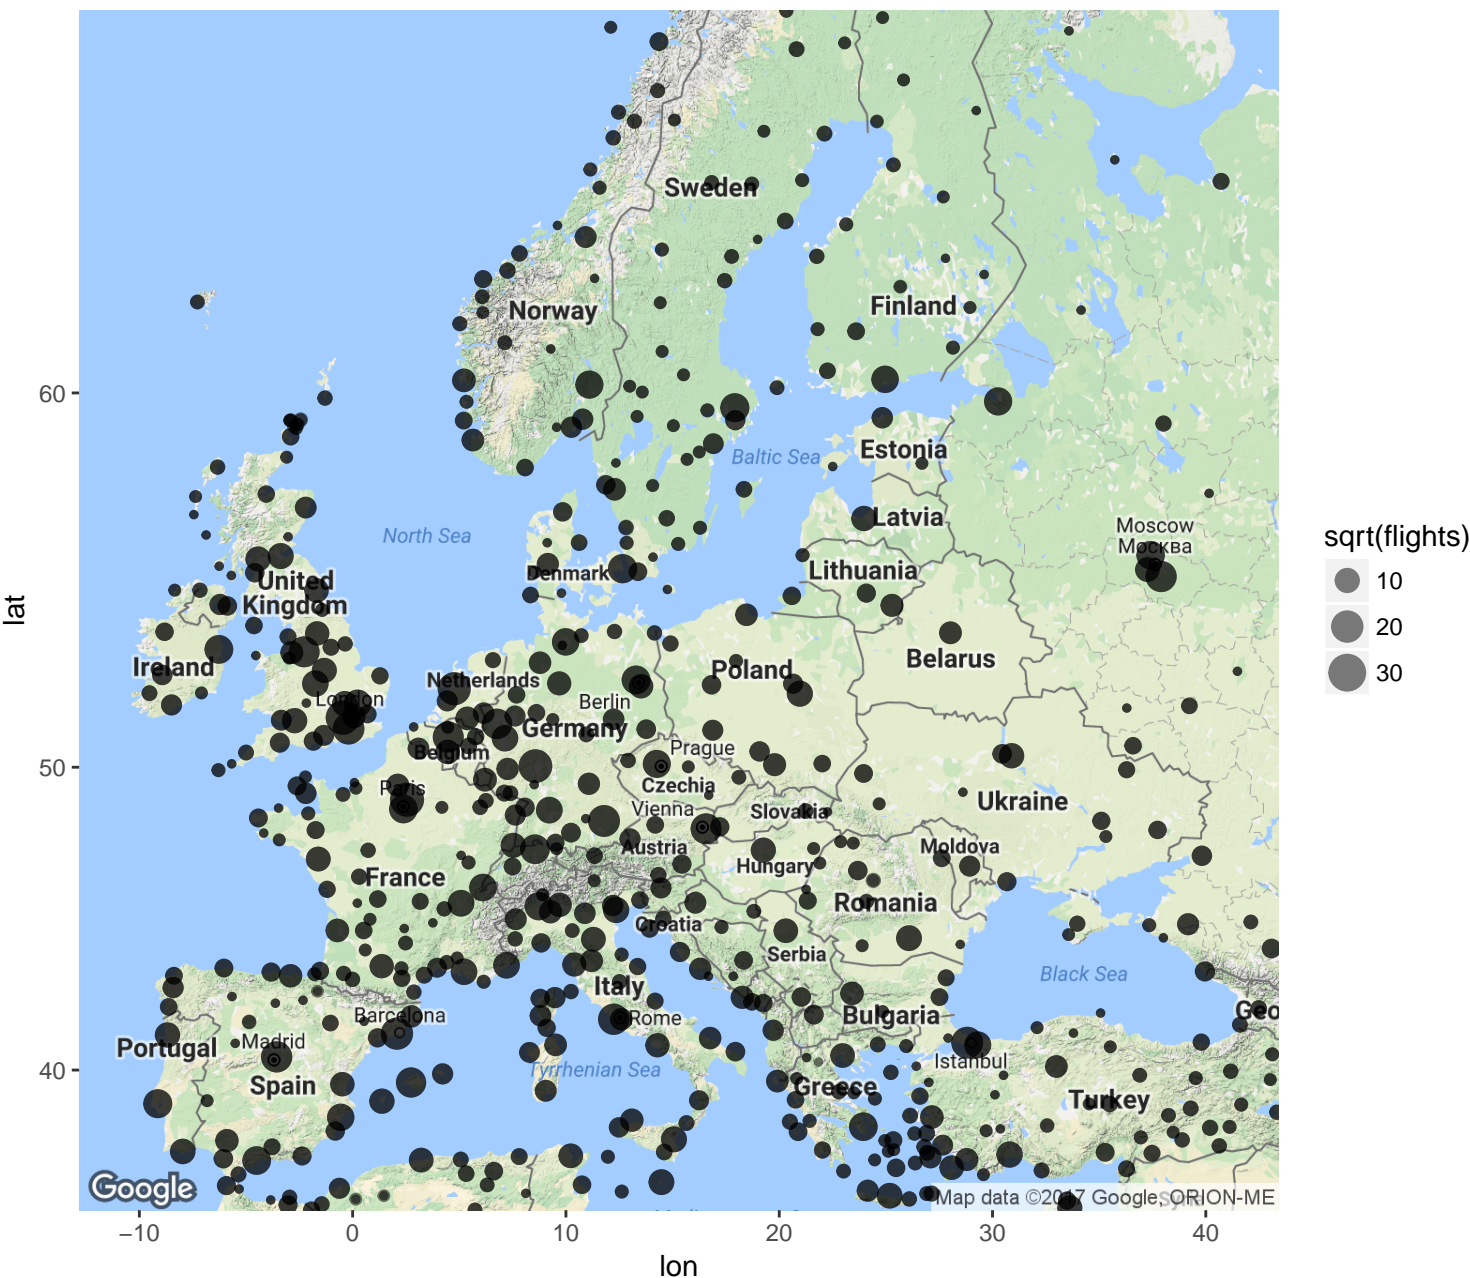 Sweden
Norway
Finland
60
Estonia
Baltic Sea
North Sea
Latvia
Moscow
Москва
sqrt(flights)
Denmark
Lithuania
United
Kingdom
10
20
30
lat
Ireland
Netherlands
Poland
Belarus
London
Berlin
Germany
Belgium
50
Prague
Paris
Czechia
Vienna
Slovakia
Ukraine
Austria
Hungary
Moldova
France
Romania
Croatia
Serbia
Black Sea
Italy
Barcelona
Rome
Bulgaria
Geo
Portugal
Madrid
Istanbul
40
Tyrrhenian Sea
Spain
Greece
Turkey
Google
Map data ©2017 Google, ORION-ME
−10
0
10
20
30
40
lon